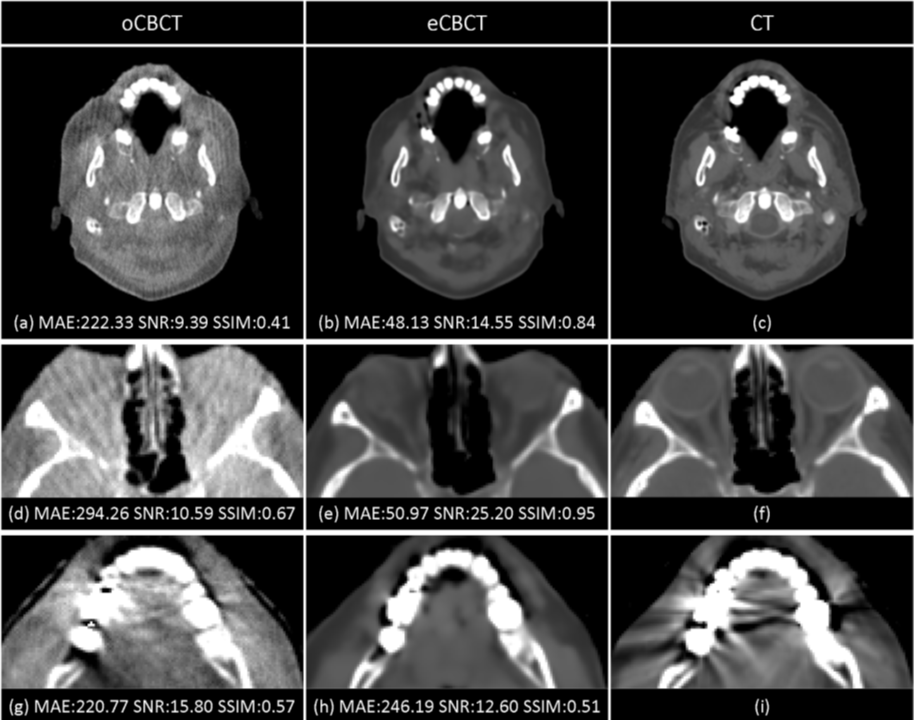 oCBCT eCBCT CT
(a) MAE:222.33 SNR:9.39 SSIM:0.41 (b) MAE:48.13 SNR:14.55 SSIM:0.84 (c)
(d) MAE:294.26 SNR:10.59 SSIM:0.67 (e) MAE:50.97 SNR:25.20 SSIM:0.95 (f)
(g) MAE:220.77 SNR:15.80 SSIM:0.57 (h) MAE:246.19 SNR:12.60 SSIM:0.51 (i)